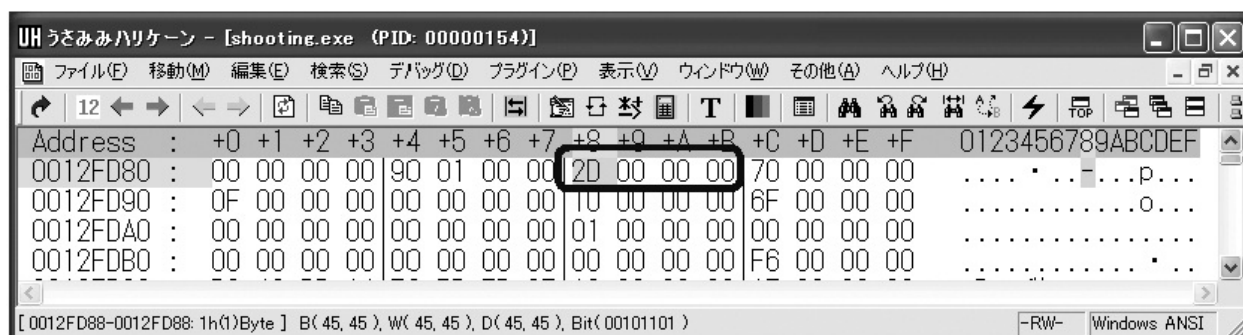 UH うさみみハリケーン - [shooting.exe (PID: 00000154)]
ファイル(F) 移動(M) 編集(E) 検索(S) デバッグ(D) プラグイン(P) 表示(V) ウィンドウ(W) その他(A) ヘルプ(H)
12 T TOP
Address : +0 +1 +2 +3 +4 +5 +6 +7 +8 +9 +A +B +C +D +E +F 0123456789ABCDEF
0012FD80 : 00 00 00 00 90 01 00 00 2D 00 00 00 70 00 00 00 .... ・..-...p...
0012FD90 : 0F 00 00 00 00 00 00 00 10 00 00 00 6F 00 00 00 ............o...
0012FDA0 : 00 00 00 00 00 00 00 00 01 00 00 00 00 00 00 00 ................
0012FDB0 : 00 00 00 00 00 00 00 00 00 00 00 00 F6 00 00 00 ............ ・..
[ 0012FD88-0012FD88: 1h(1)Byte ] B( 45, 45 ), W( 45, 45 ), D( 45, 45 ), Bit( 00101101 ) -RW- Windows ANSI